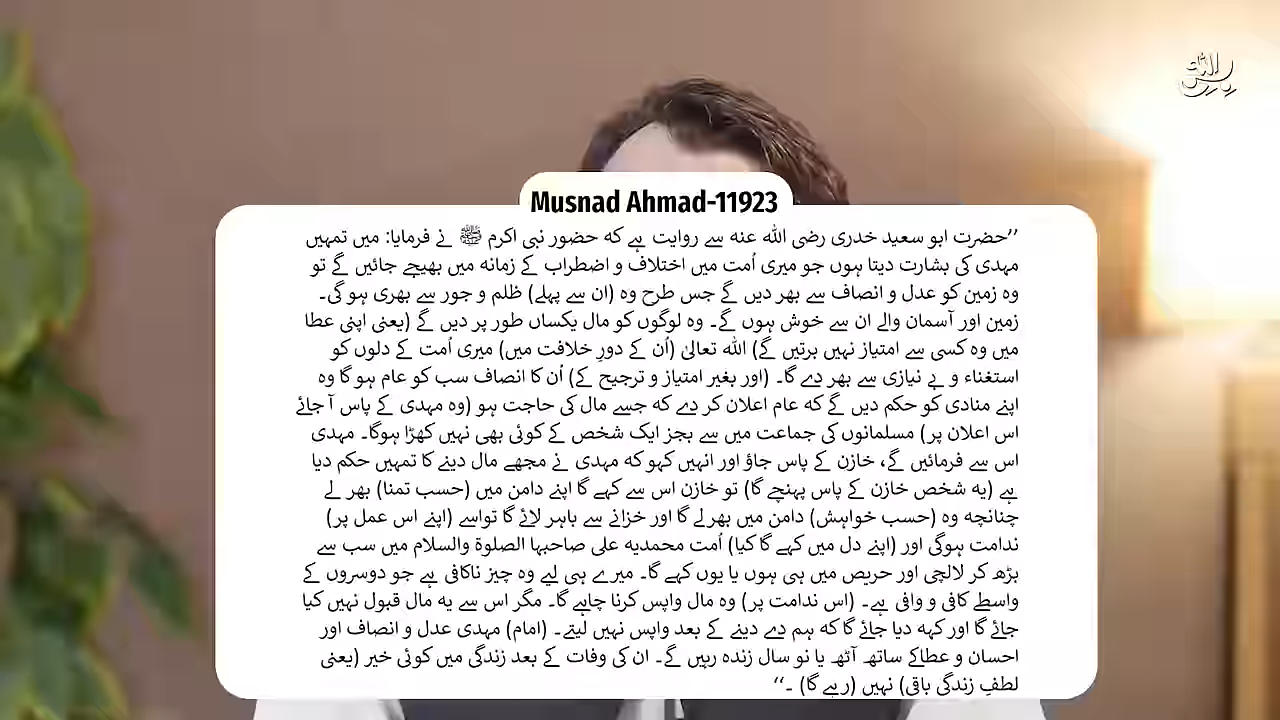 بسم الله
Musnad Ahmad-11923
’’حضرت ابو سعید خدری رضی اللہ عنہ سے روایت ہے کہ حضور نبی اکرم ﷺ نے فرمایا: میں تمہیں
مہدی کی بشارت دیتا ہوں جو میری اُمت میں اختلاف و اضطراب کے زمانہ میں بھیجے جائیں گے تو
وہ زمین کو عدل و انصاف سے بھر دیں گے جس طرح وہ (ان سے پہلے) ظلم و جور سے بھری ہو گی۔
زمین اور آسمان والے ان سے خوش ہوں گے۔ وہ لوگوں کو مال یکساں طور پر دیں گے (یعنی اپنی عطا
میں وہ کسی سے امتیاز نہیں برتیں گے) اللہ تعالیٰ (اُن کے دورِ خلافت میں) میری اُمت کے دلوں کو
استغناء و بے نیازی سے بھر دے گا۔ (اور بغیر امتیاز و ترجیح کے) اُن کا انصاف سب کو عام ہو گا وہ
اپنے منادی کو حکم دیں گے کہ عام اعلان کر دے کہ جسے مال کی حاجت ہو (وہ مہدی کے پاس آ جائے
اس اعلان پر) مسلمانوں کی جماعت میں سے بجز ایک شخص کے کوئی بھی نہیں کھڑا ہوگا۔ مہدی
اس سے فرمائیں گے، خازن کے پاس جاؤ اور انہیں کہو کہ مہدی نے مجھے مال دینے کا تمہیں حکم دیا
ہے (یہ شخص خازن کے پاس پہنچے گا) تو خازن اس سے کہے گا اپنے دامن میں (حسب تمنا) بھر لے
چنانچہ وہ (حسب خواہش) دامن میں بھر لے گا اور خزانے سے باہر لائے گا تواسے (اپنے اس عمل پر)
ندامت ہوگی اور (اپنے دل میں کہے گا کیا) اُمت محمدیہ علی صاحبہا الصلوۃ والسلام میں سب سے
بڑھ کر لالچی اور حریص میں ہی ہوں یا یوں کہے گا۔ میرے ہی لیے وہ چیز ناکافی ہے جو دوسروں کے
واسطے کافی و وافی ہے۔ (اس ندامت پر) وہ مال واپس کرنا چاہے گا۔ مگر اس سے یہ مال قبول نہیں کیا
جائے گا اور کہہ دیا جائے گا کہ ہم دے دینے کے بعد واپس نہیں لیتے۔ (امام) مہدی عدل و انصاف اور
احسان و عطاکے ساتھ آٹھ یا نو سال زندہ رہیں گے۔ ان کی وفات کے بعد زندگی میں کوئی خیر (یعنی
لطفِ زندگی باقی) نہیں (رہے گا) ۔‘‘